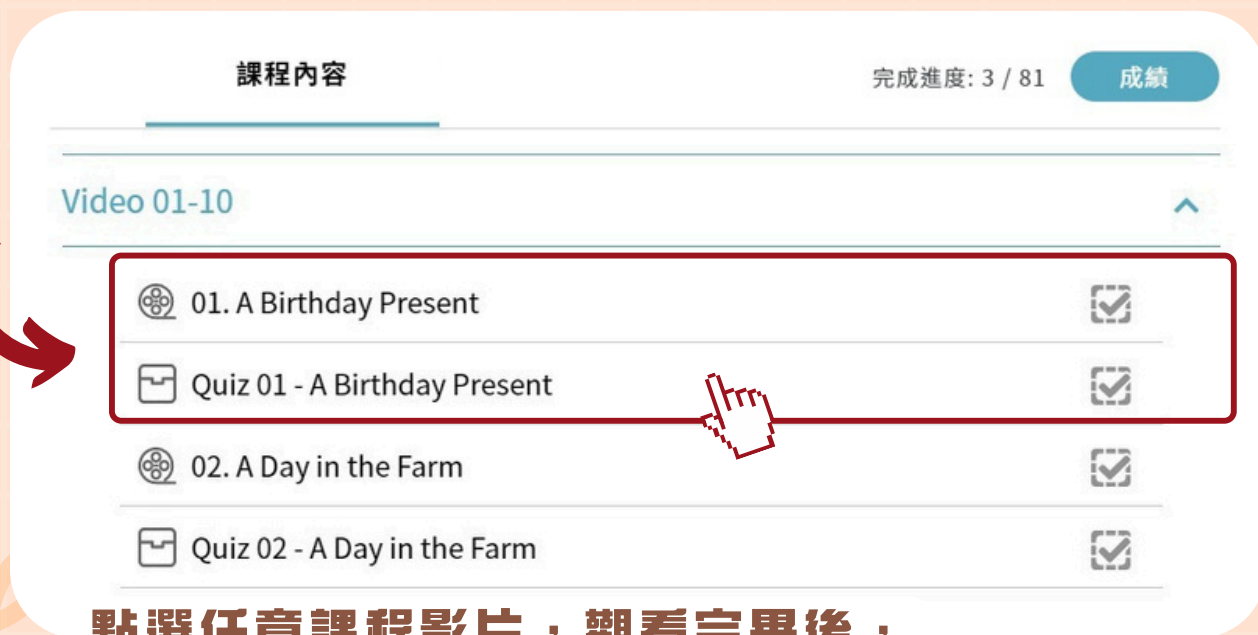 課程內容
完成進度: 3 / 81
成績
Video 01-10
01. A Birthday Present
Quiz 01 - A Birthday Present
02. A Day in the Farm
Quiz 02 - A Day in the Farm
點選任意課程影片，觀看完畢後，